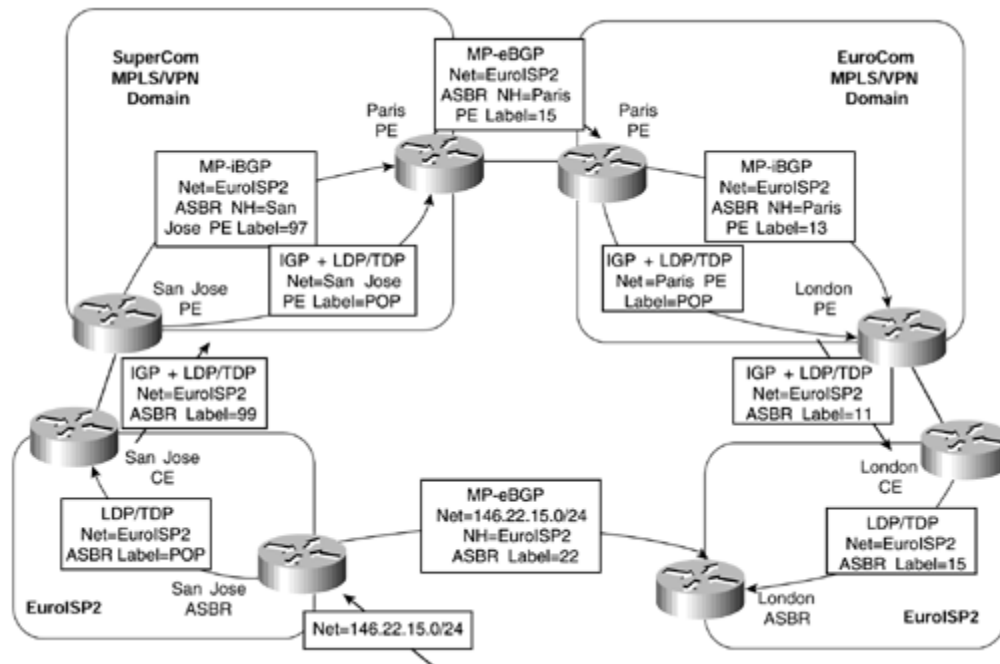 SuperCom
MPLS/VPN
Domain
MP-eBGP
Net=EuroISP2
ASBR NH=Paris
PE Label=15
EuroCom
MPLS/VPN
Domain
Paris
PE
Paris
PE
MP-iBGP
Net=EuroISP2
ASBR NH=San
Jose PE Label=97
MP-iBGP
Net=EuroISP2
ASBR NH=Paris
PE Label=13
IGP + LDP/TDP
Net=San Jose
PE Label=POP
IGP + LDP/TDP
Net=Paris PE
Label=POP
San Jose
PE
London
PE
IGP + LDP/TDP
Net=EuroISP2
ASBR Label=99
IGP + LDP/TDP
Net=EuroISP2
ASBR Label=11
San Jose
CE
London
CE
LDP/TDP
Net=EuroISP2
ASBR Label=POP
MP-eBGP
Net=146.22.15.0/24
NH=EuroISP2
ASBR Label=22
LDP/TDP
Net=EuroISP2
ASBR Label=15
San Jose
ASBR
London
ASBR
EuroISP2
EuroISP2
Net=146.22.15.0/24